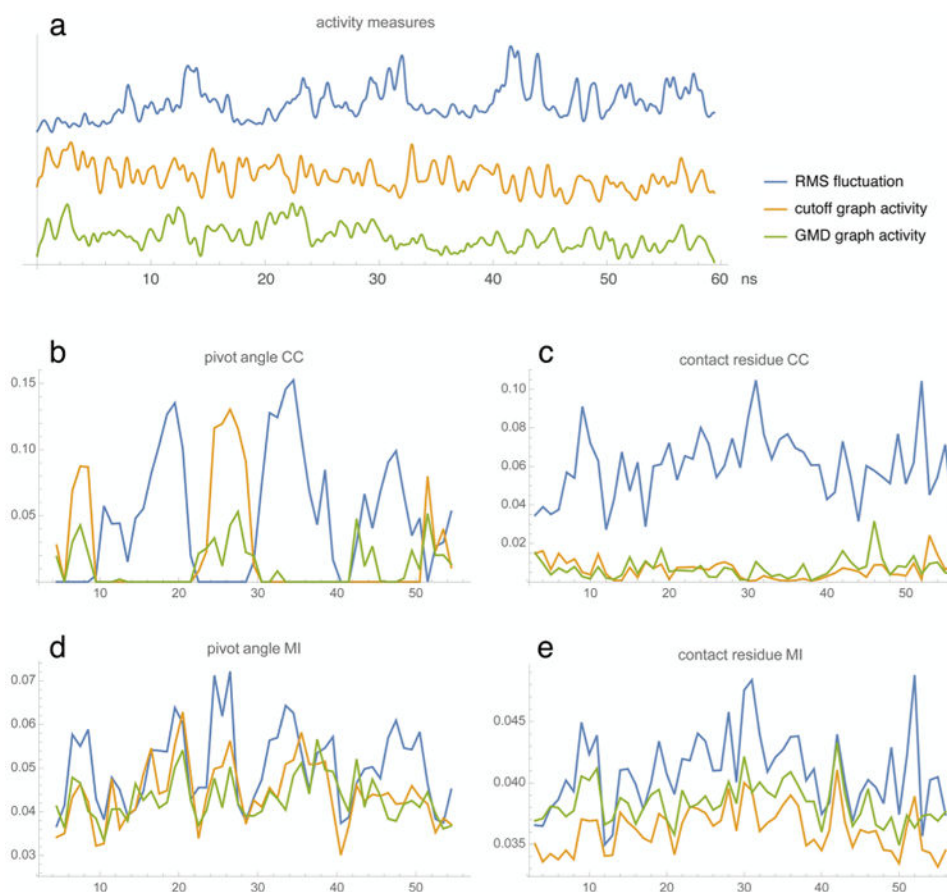 a
activity measures
RMS fluctuation
cutoff graph activity
GMD graph activity
10 20 30 40 50 60 ns
b
pivot angle CC
0.15
0.10
0.05
10 20 30 40 50
c
contact residue CC
0.10
0.08
0.06
0.04
0.02
10 20 30 40 50
d
pivot angle MI
0.07
0.06
0.05
0.04
0.03
10 20 30 40 50
e
contact residue MI
0.045
0.040
0.035
10 20 30 40 50